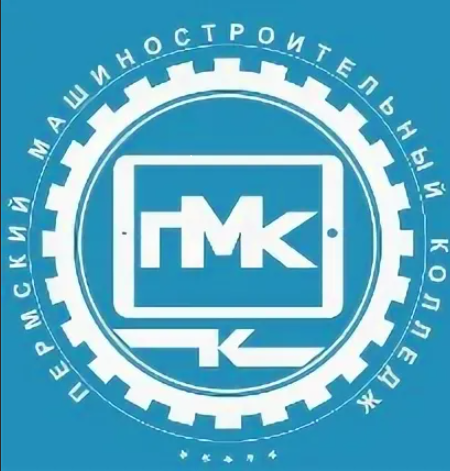 ПЕРМСКИЙ МАШИНОСТРОИТЕЛЬНЫЙ КОЛЛЕДЖ
ПМК
К